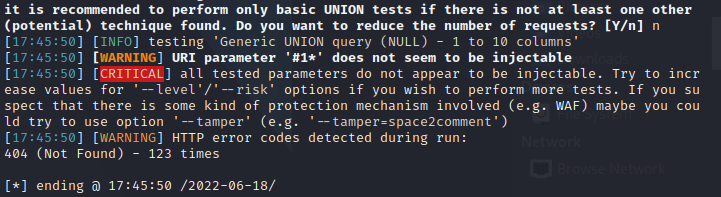 it is recommended to perform only basic UNION tests if there is not at least one other
(potential) technique found. Do you want to reduce the number of requests? [Y/n] n
[17:45:50] [INFO] testing 'Generic UNION query (NULL) - 1 to 10 columns'
[17:45:50] [WARNING] URI parameter '#1*' does not seem to be injectable
[17:45:50] [CRITICAL] all tested parameters do not appear to be injectable. Try to incr
ease values for '--level'/'--risk' options if you wish to perform more tests. If you su
spect that there is some kind of protection mechanism involved (e.g. WAF) maybe you cou
ld try to use option '--tamper' (e.g. '--tamper=space2comment')
[17:45:50] [WARNING] HTTP error codes detected during run:
404 (Not Found) - 123 times
Network
Browse Network
[*] ending @ 17:45:50 /2022-06-18/